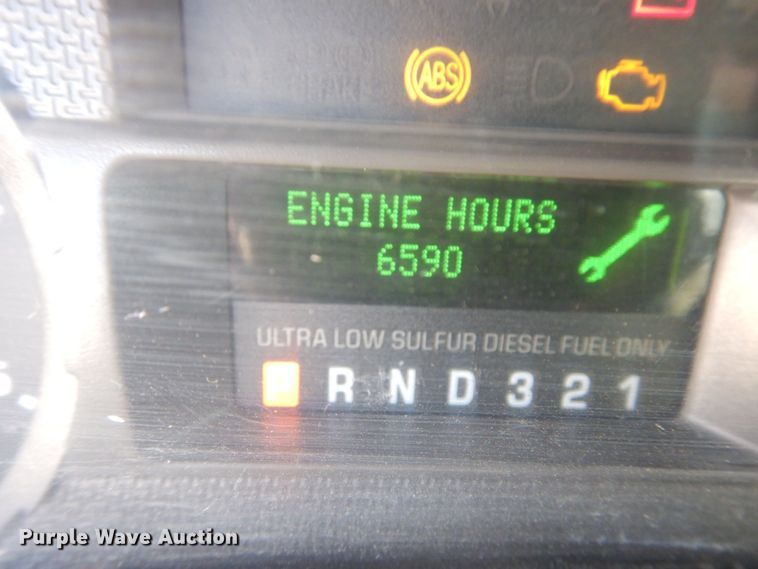 ABS
ENGINE HOURS
6590
ULTRA LOW SULFUR DIESEL FUEL ONLY
P R N D 3 2 1
Purple Wave Auction